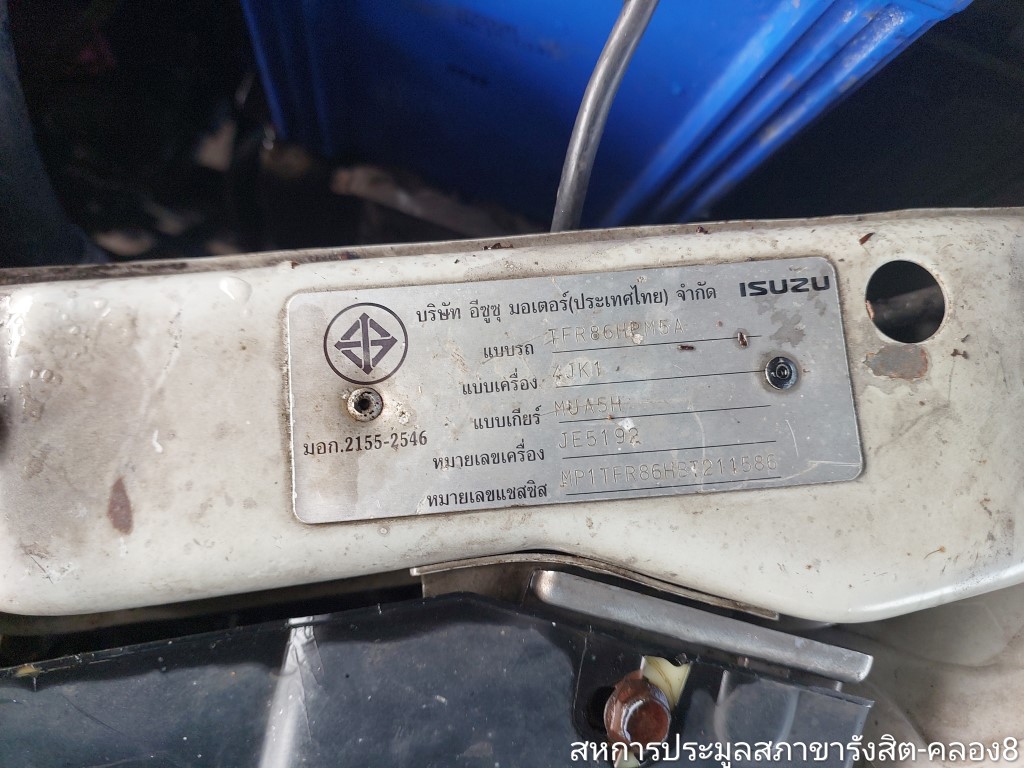 บริษัท อีซูซุ มอเตอร์(ประเทศไทย) จำกัด ISUZU
แบบรถ TFR86HPM5A
แบบเครื่อง 4JK1
แบบเกียร์ MUA5H
มอก.2155-2546
หมายเลขเครื่อง JE5192
หมายเลขแชสซิส
สหการประมูลสภาขารังสิต-คลอง8